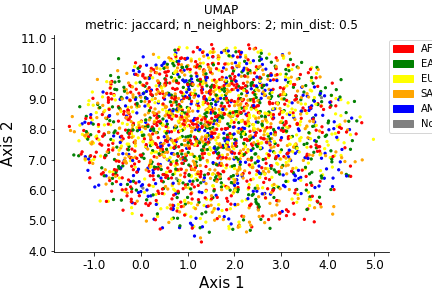 UMAP
metric: jaccard; n_neighbors: 2; min_dist: 0.5
11.0
10.0
9.0
8.0
7.0
6.0
5.0
4.0
Axis 2
-1.0 0.0 1.0 2.0 3.0 4.0 5.0
Axis 1
AF
EA
EU
SA
AM
No